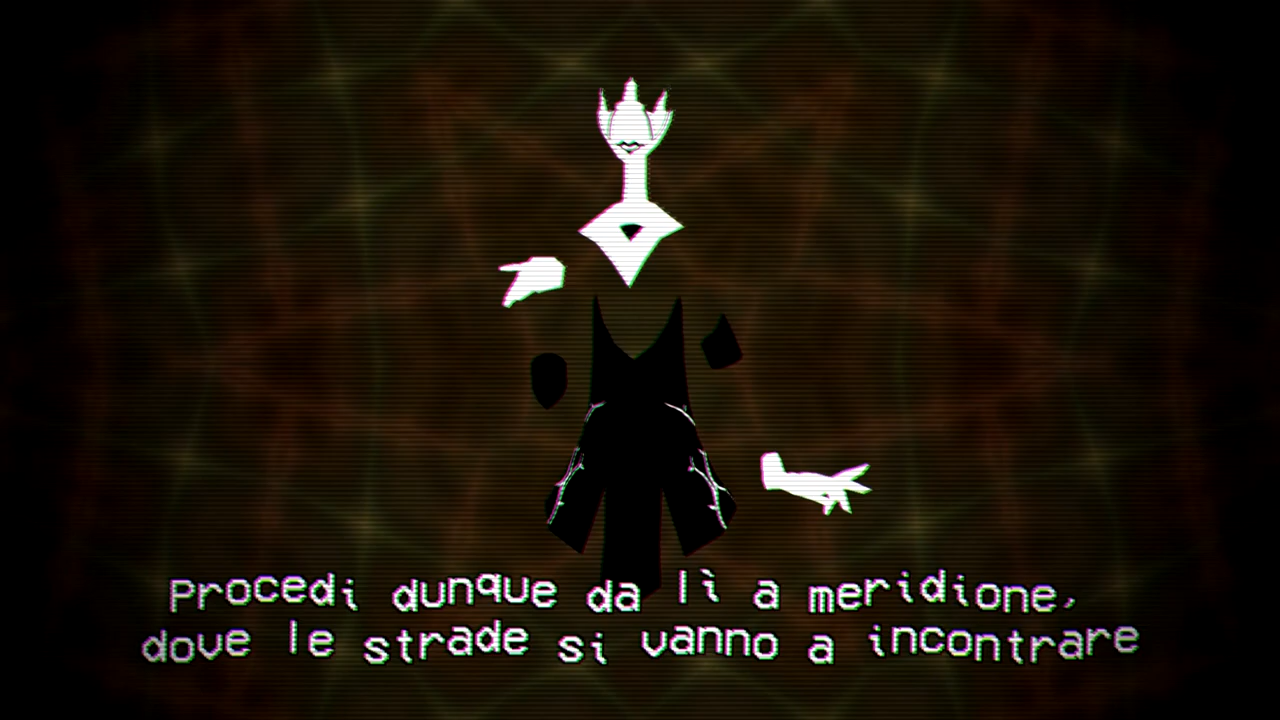 Procedi dunque da lì a meridione,
dove le strade si vanno a incontrare